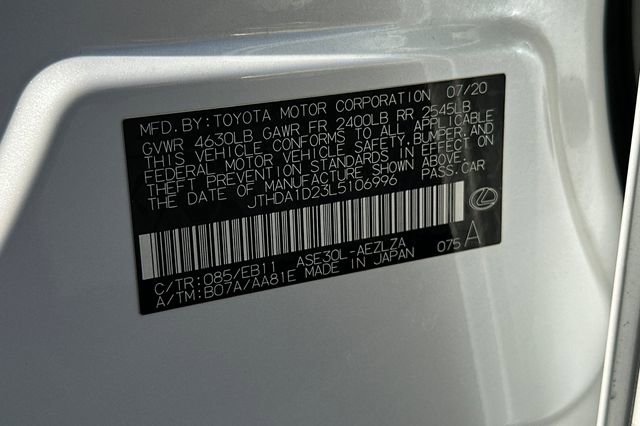 MFD.BY: TOYOTA MOTOR CORPORATION 07/20
GVWR 4630LB GAWR FR 2400LB RR 2545LB
THIS VEHICLE CONFORMS TO ALL APPLICABLE
FEDERAL MOTOR VEHICLE SAFETY,BUMPER,AND
THEFT PREVENTION STANDARDS IN EFFECT ON
THE DATE OF MANUFACTURE SHOWN ABOVE.
JTHDA1D23L5106996 PASS.CAR
C/TR:085/EB11 ASE30L-AEZLZA 075 A
A/TM:B07A/AA81E MADE IN JAPAN